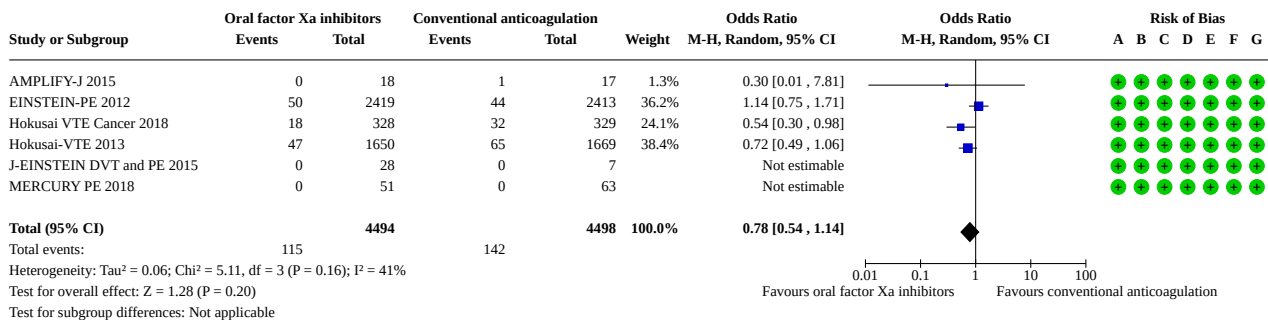 Oral factor Xa inhibitors Conventional anticoagulation Odds Ratio Odds Ratio Risk of Bias
Study or Subgroup Events Total Events Total Weight M-H, Random, 95% CI M-H, Random, 95% CI A B C D E F G
AMPLIFY-J 2015 0 18 1 17 1.3% 0.30 [0.01 , 7.81] + + + + + + +
EINSTEIN-PE 2012 50 2419 44 2413 36.2% 1.14 [0.75 , 1.71] + + + + + + +
Hokusai VTE Cancer 2018 18 328 32 329 24.1% 0.54 [0.30 , 0.98] + + + + + + +
Hokusai-VTE 2013 47 1650 65 1669 38.4% 0.72 [0.49 , 1.06] + + + + + + +
J-EINSTEIN DVT and PE 2015 0 28 0 7 Not estimable + + + + + + +
MERCURY PE 2018 0 51 0 63 Not estimable + + + + + + +
Total (95% CI) 4494 4498 100.0% 0.78 [0.54 , 1.14]
Total events: 115 142
Heterogeneity: Tau² = 0.06; Chi² = 5.11, df = 3 (P = 0.16); I² = 41%
0.01 0.1 1 10 100
Test for overall effect: Z = 1.28 (P = 0.20) Favours oral factor Xa inhibitors Favours conventional anticoagulation
Test for subgroup differences: Not applicable